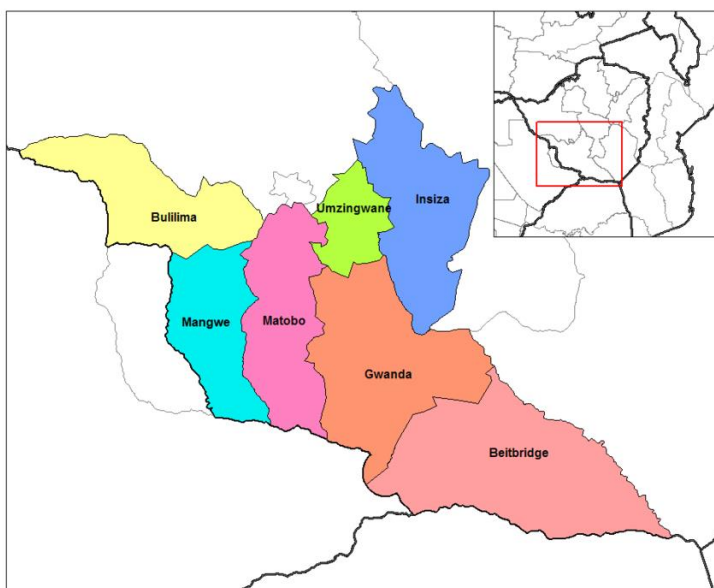 Bulilima
Umzingwane
Insiza
Mangwe
Matobo
Gwanda
Beitbridge